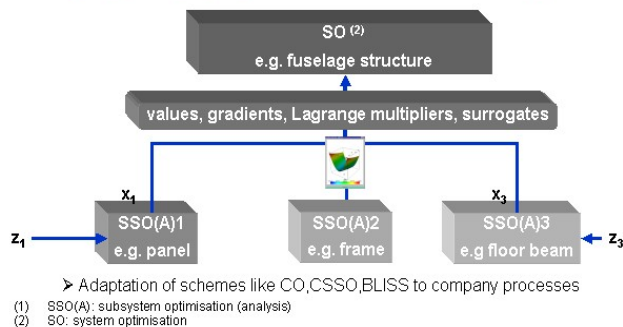 SO (2)
e.g. fuselage structure
values, gradients, Lagrange multipliers, surrogates
x1 x3
SSO(A)1 SSO(A)2 SSO(A)3
z1 e.g. panel e.g. frame e.g floor beam z3
➢ Adaptation of schemes like CO,CSSO,BLISS to company processes
(1) SSO(A): subsystem optimisation (analysis)
(2) SO: system optimisation